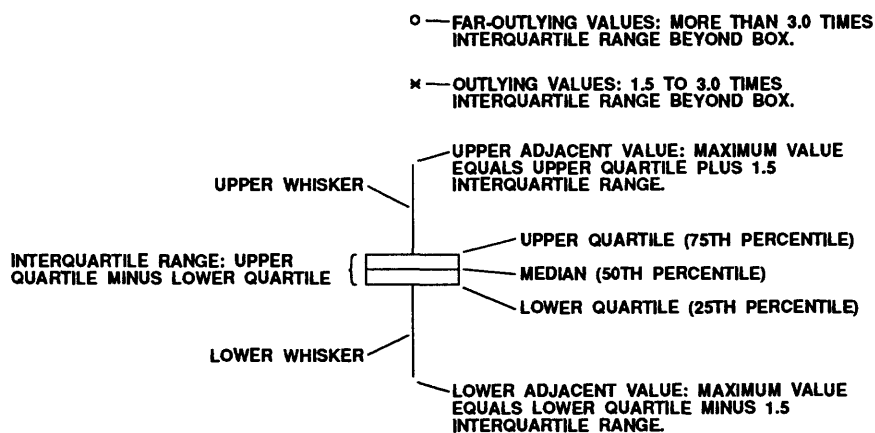 FAR-OUTLYING VALUES: MORE THAN 3.0 TIMES
INTERQUARTILE RANGE BEYOND BOX.
OUTLYING VALUES: 1.5 TO 3.0 TIMES
INTERQUARTILE RANGE BEYOND BOX.
UPPER ADJACENT VALUE: MAXIMUM VALUE
EQUALS UPPER QUARTILE PLUS 1.5
INTERQUARTILE RANGE.
UPPER WHISKER
UPPER QUARTILE (75TH PERCENTILE)
INTERQUARTILE RANGE: UPPER
QUARTILE MINUS LOWER QUARTILE
MEDIAN (50TH PERCENTILE)
LOWER QUARTILE (25TH PERCENTILE)
LOWER WHISKER
LOWER ADJACENT VALUE: MAXIMUM VALUE
EQUALS LOWER QUARTILE MINUS 1.5
INTERQUARTILE RANGE.